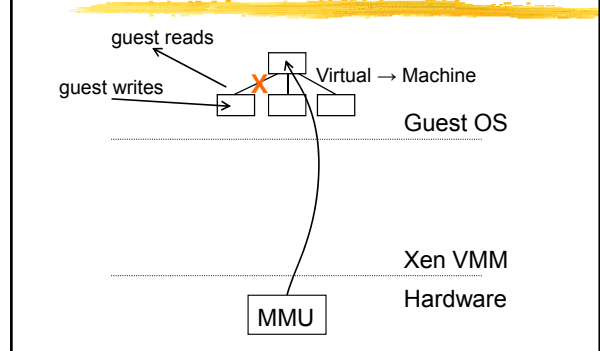 guest reads
guest writes
Virtual → Machine
Guest OS
Xen VMM
Hardware
MMU